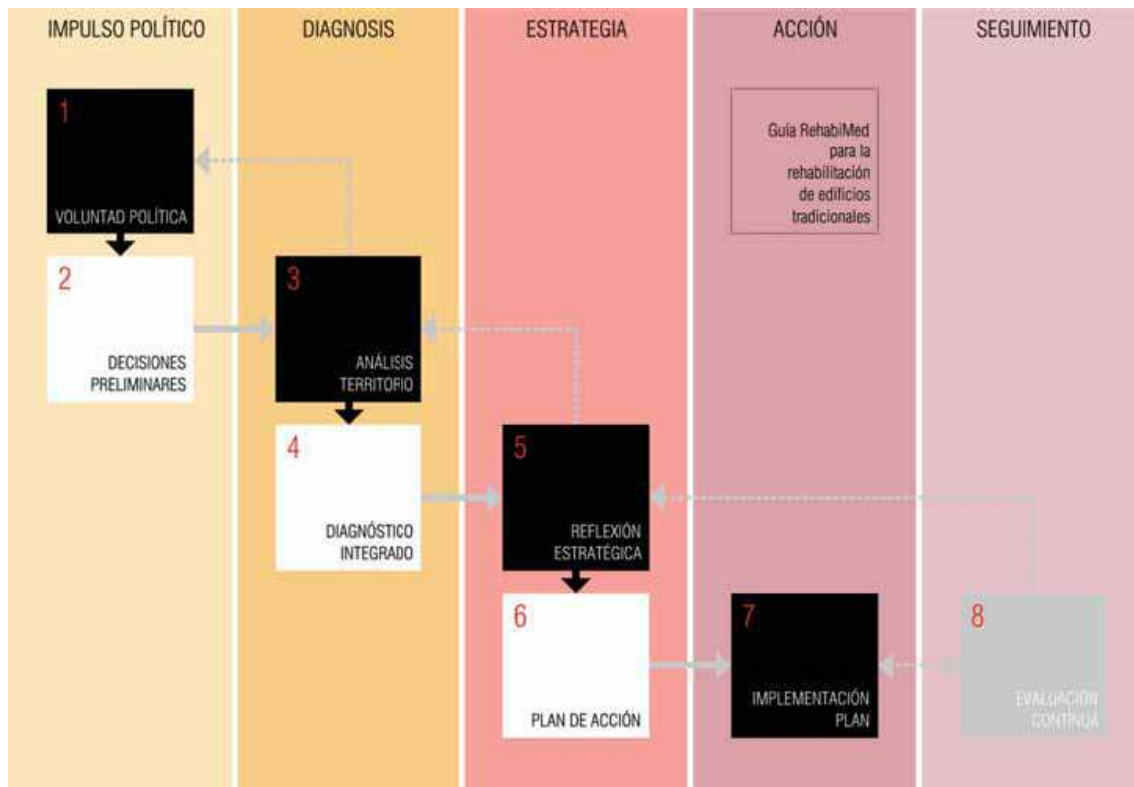 IMPULSO POLÍTICO
DIAGNOSIS
ESTRATEGIA
ACCIÓN
SEGUIMIENTO
1
VOLUNTAD POLÍTICA
Guía RehabiMed
para la
rehabilitación
de edificios
tradicionales
2
DECISIONES
PRELIMINARES
3
ANÁLISIS
TERRITORIO
4
DIAGNÓSTICO
INTEGRADO
5
REFLEXIÓN
ESTRATÉGICA
6
PLAN DE ACCIÓN
7
IMPLEMENTACIÓN
PLAN
8
EVALUACIÓN
CONTINUA